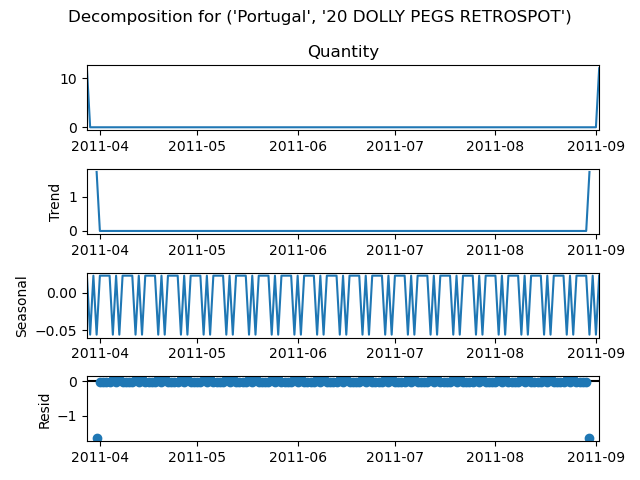 Decomposition for ('Portugal', '20 DOLLY PEGS RETROSPOT')
Quantity
10
0
2011-04 2011-05 2011-06 2011-07 2011-08 2011-09
Trend
1
0
2011-04 2011-05 2011-06 2011-07 2011-08 2011-09
Seasonal
0.00
−0.05
2011-04 2011-05 2011-06 2011-07 2011-08 2011-09
Resid
0
−1
2011-04 2011-05 2011-06 2011-07 2011-08 2011-09